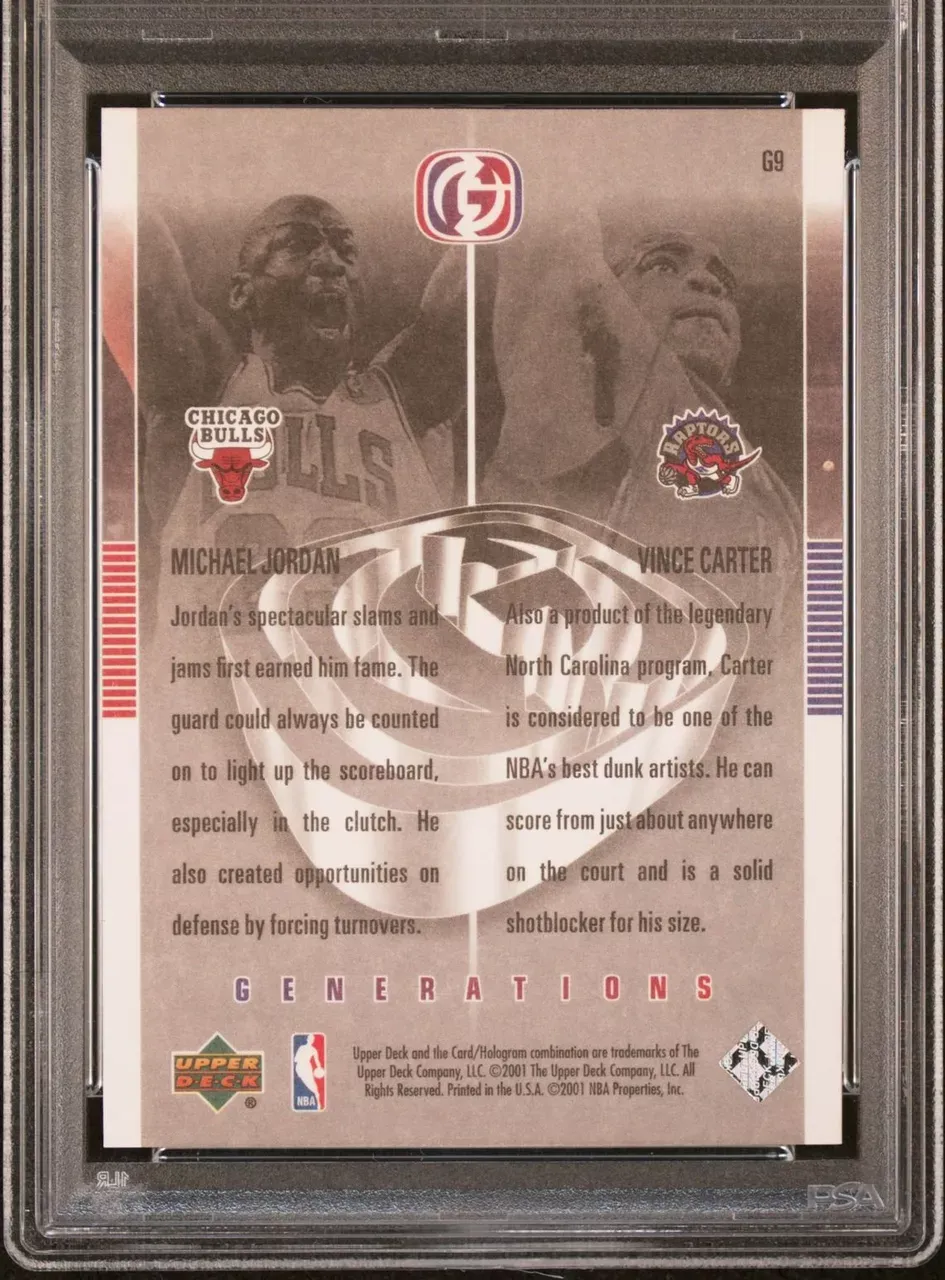 G9
CHICAGO
BULLS
BULLS
RAPTORS
MICHAEL JORDAN
Jordan's spectacular slams and
jams first earned him fame. The
guard could always be counted
on to light up the scoreboard,
especially in the clutch. He
also created opportunities on
defense by forcing turnovers.
VINCE CARTER
Also a product of the legendary
North Carolina program, Carter
is considered to be one of the
NBA's best dunk artists. He can
score from just about anywhere
on the court and is a solid
shotblocker for his size.
GENERATIONS
UPPER
DECK
®
NBA
Upper Deck and the Card/Hologram combination are trademarks of The
Upper Deck Company, LLC. ©2001 The Upper Deck Company, LLC. All
Rights Reserved. Printed in the U.S.A. ©2001 NBA Properties, Inc.
PSA